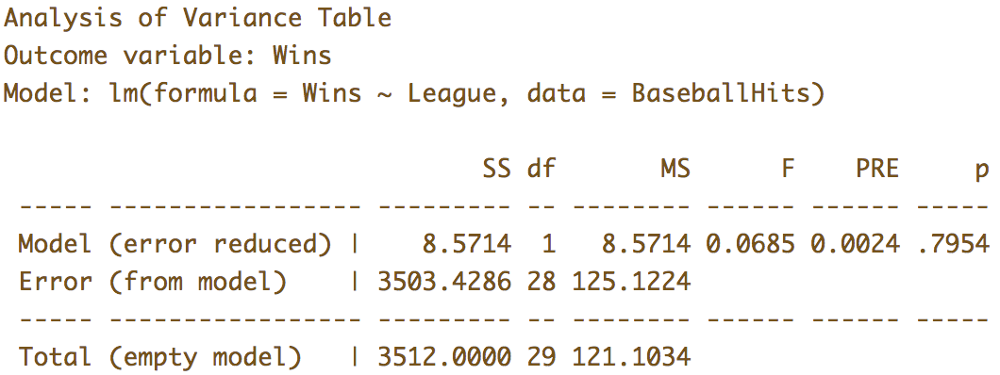 Analysis of Variance Table
Outcome variable: Wins
Model: lm(formula = Wins ~ League, data = BaseballHits)

                               SS df       MS      F    PRE     p
 ----- ----------------- --------- -- -------- ------ ------ -----
 Model (error reduced) |    8.5714  1   8.5714 0.0685 0.0024 .7954
 Error (from model)    | 3503.4286 28 125.1224
 ----- ----------------- --------- -- -------- ------ ------ -----
 Total (empty model)   | 3512.0000 29 121.1034